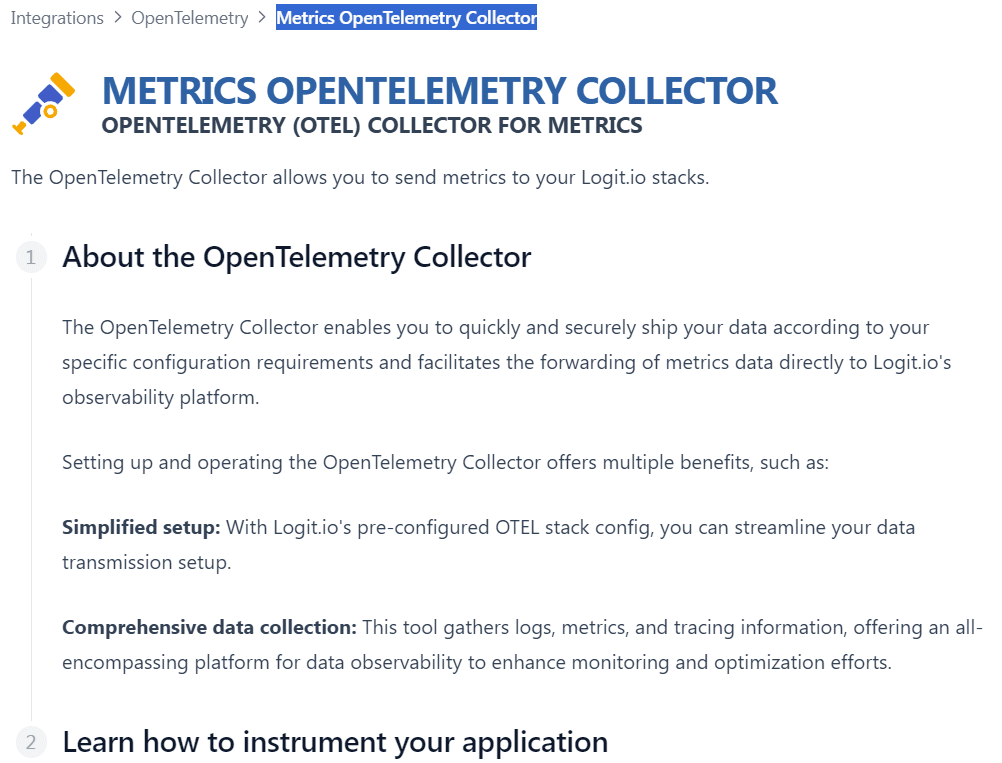 Integrations > OpenTelemetry > Metrics OpenTelemetry Collector
METRICS OPENTELEMETRY COLLECTOR
OPENTELEMETRY (OTEL) COLLECTOR FOR METRICS
The OpenTelemetry Collector allows you to send metrics to your Logit.io stacks.
1 About the OpenTelemetry Collector
The OpenTelemetry Collector enables you to quickly and securely ship your data according to your
specific configuration requirements and facilitates the forwarding of metrics data directly to Logit.io's
observability platform.
Setting up and operating the OpenTelemetry Collector offers multiple benefits, such as:
Simplified setup: With Logit.io's pre-configured OTEL stack config, you can streamline your data
transmission setup.
Comprehensive data collection: This tool gathers logs, metrics, and tracing information, offering an all-
encompassing platform for data observability to enhance monitoring and optimization efforts.
2 Learn how to instrument your application